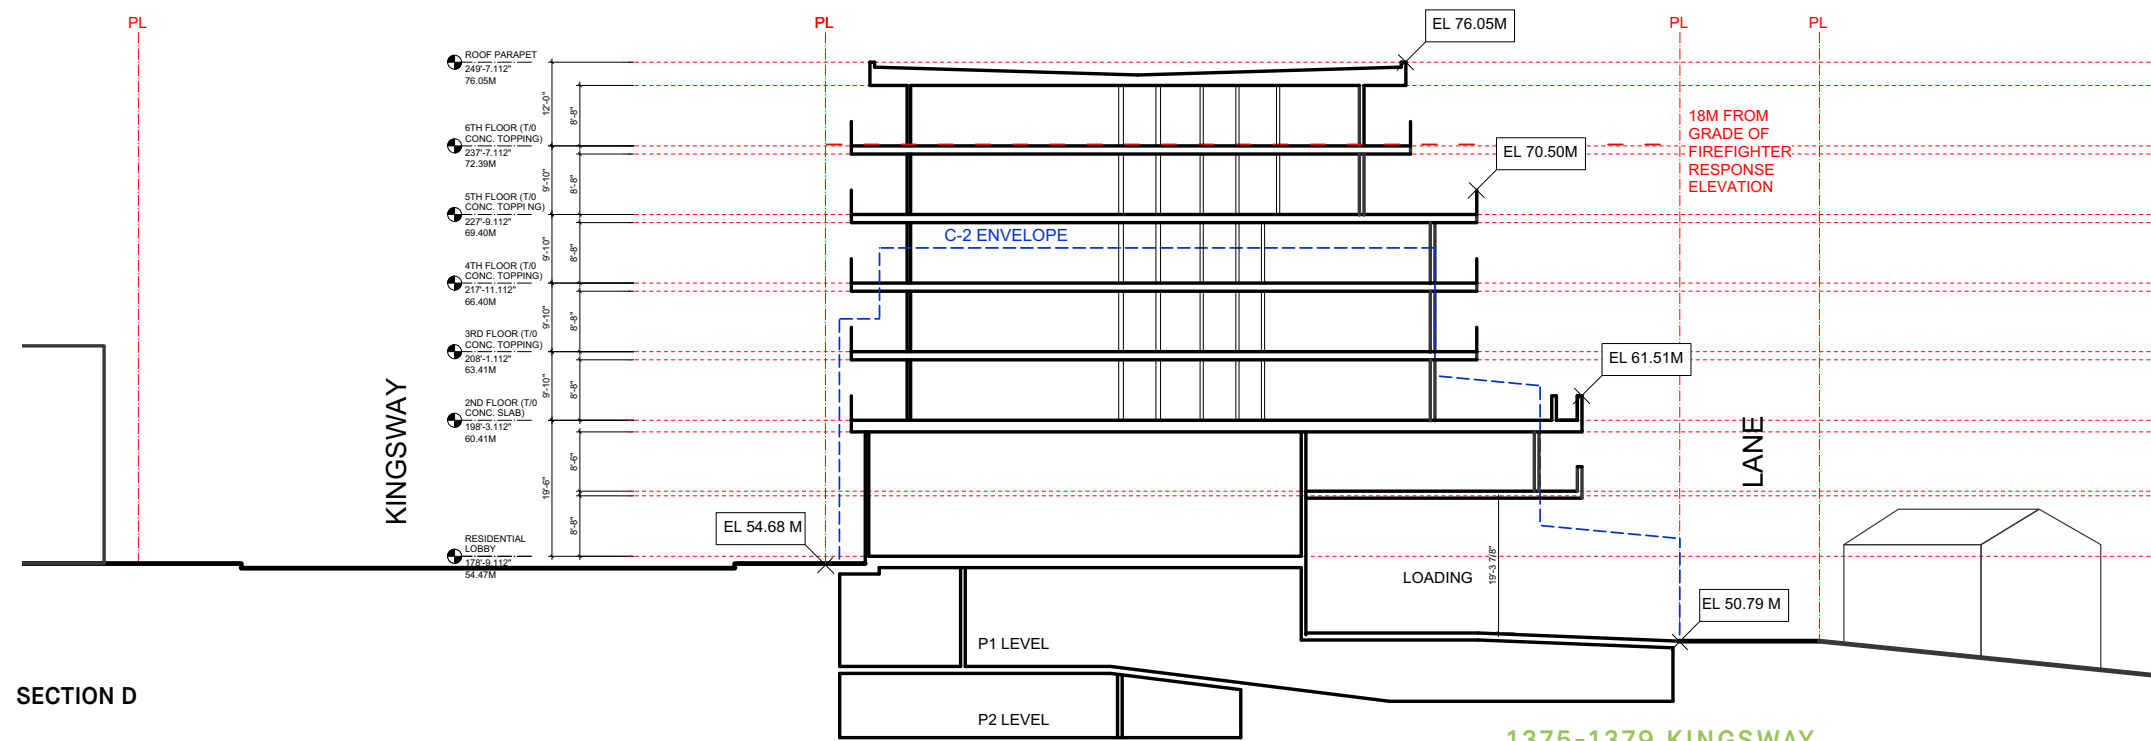 PL
PL
PL
PL
EL 76.05M
ROOF PARAPET
249'-7.112"
76.05M
12'-0"
8'-8"
6TH FLOOR (T/0
CONC. TOPPING)
237'-7.112"
72.39M
18M FROM
GRADE OF
FIREFIGHTER
RESPONSE
ELEVATION
EL 70.50M
9'-10"
8'-8"
5TH FLOOR (T/0
CONC. TOPPI NG)
227'-9.112"
69.40M
C-2 ENVELOPE
9'-10"
8'-8"
4TH FLOOR (T/0
CONC. TOPPING)
217'-11.112"
66.40M
9'-10"
8'-8"
3RD FLOOR (T/0
CONC. TOPPING)
208'-1.112"
63.41M
EL 61.51M
9'-10"
8'-8"
2ND FLOOR (T/0
CONC. SLAB)
198'-3.112"
60.41M
KINGSWAY
LANE
8'-6"
19'-6"
8'-8"
EL 54.68 M
RESIDENTIAL
LOBBY
178'-9.112"
54.47M
LOADING
19'-3 7/8"
EL 50.79 M
P1 LEVEL
SECTION D
P2 LEVEL
1375-1379 KINGSWAY